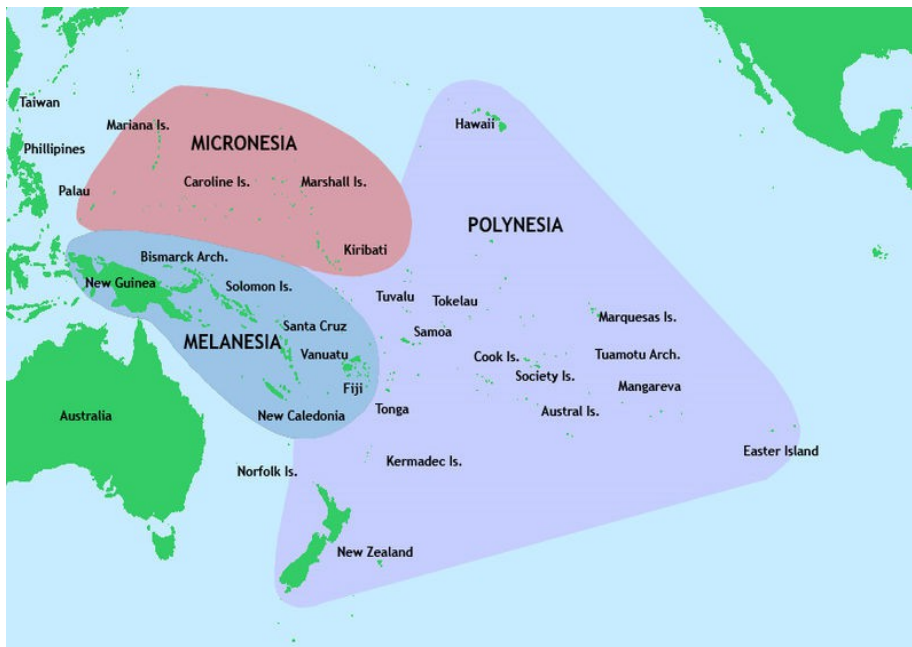 Taiwan
Mariana Is.
Hawaii
Phillipines
MICRONESIA
Palau
Caroline Is.
Marshall Is.
POLYNESIA
Kiribati
Bismarck Arch.
New Guinea
Solomon Is.
Tuvalu
Tokelau
Santa Cruz
Samoa
Marquesas Is.
MELANESIA
Vanuatu
Cook Is.
Tuamotu Arch.
Society Is.
Fiji
Mangareva
Australia
New Caledonia
Tonga
Austral Is.
Easter Island
Norfolk Is.
Kermadec Is.
New Zealand